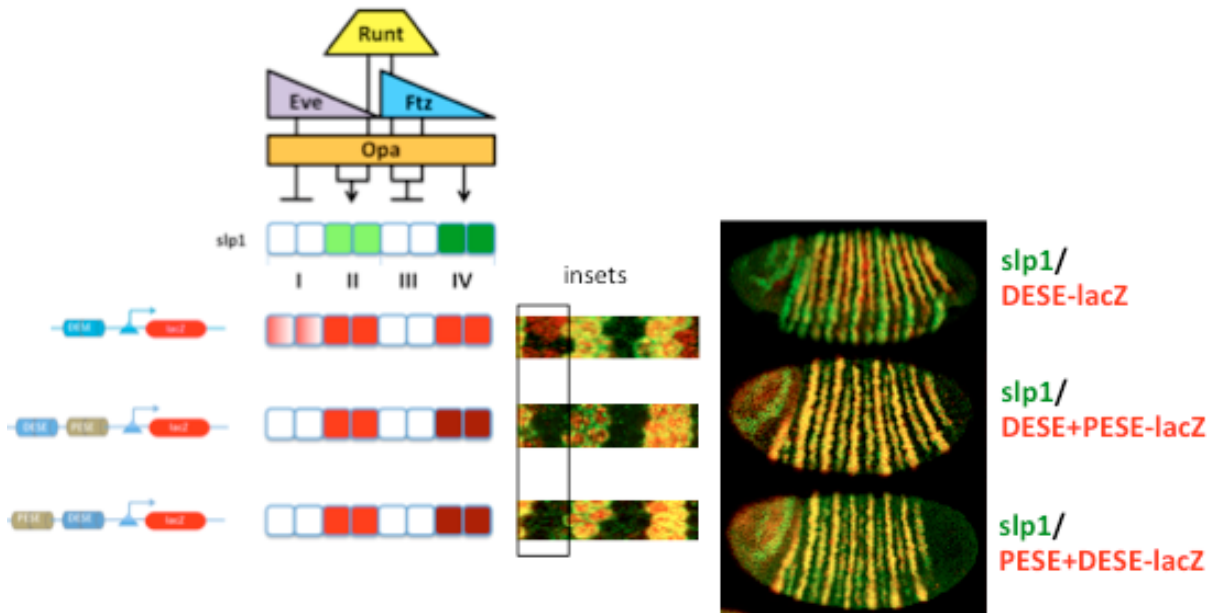 Runt
Eve
Ftz
Opa
slp1
I II III IV
insets
slp1/
DESE-lacZ
DESE lacZ
slp1/
DESE+PESE-lacZ
DESE PESE lacZ
slp1/
PESE+DESE-lacZ
PESE DESE lacZ